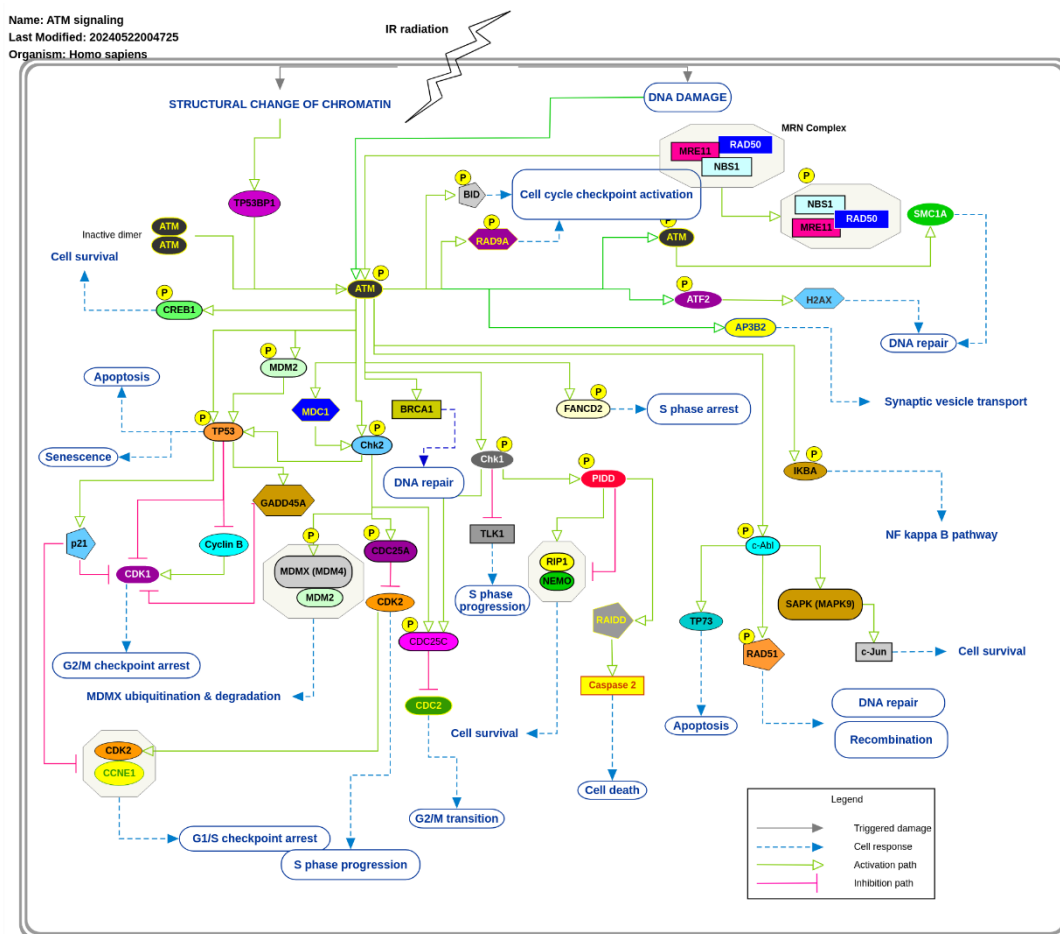 Name: ATM signaling
Last Modified: 20240522004725
Organism: Homo sapiens
IR radiation
STRUCTURAL CHANGE OF CHROMATIN
DNA DAMAGE
MRN Complex
MRE11
RAD50
NBS1
P
BID
Cell cycle checkpoint activation
P
NBS1
RAD50
MRE11
SMC1A
TP53BP1
Inactive dimer
ATM
ATM
P
RAD9A
P
ATM
Cell survival
P
ATM
P
CREB1
P
ATF2
H2AX
AP3B2
DNA repair
P
MDM2
Apoptosis
MDC1
BRCA1
P
FANCD2
S phase arrest
Synaptic vesicle transport
P
TP53
P
Chk2
Senescence
P
Chk1
DNA repair
P
PIDD
P
IKBA
GADD45A
NF kappa B pathway
p21
Cyclin B
P
CDC25A
TLK1
P
c-Abl
CDK1
P
MDMX (MDM4)
MDM2
CDK2
RIP1
NEMO
S phase
progression
SAPK (MAPK9)
RAIDD
TP73
P
CDC25C
P
RAD51
c-Jun
Cell survival
G2/M checkpoint arrest
MDMX ubiquitination & degradation
CDC2
Caspase 2
DNA repair
Apoptosis
Cell survival
Recombination
CDK2
CCNE1
Cell death
G2/M transition
G1/S checkpoint arrest
S phase progression
Legend
Triggered damage
Cell response
Activation path
Inhibition path